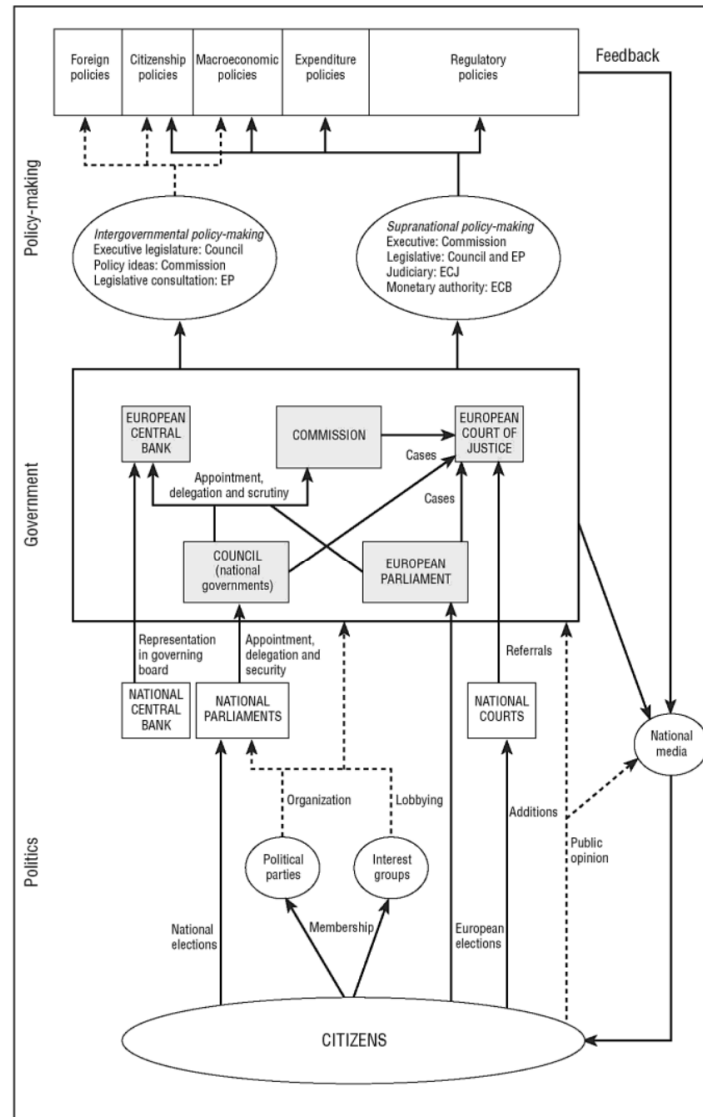 Foreign
policies
Citizenship
policies
Macroeconomic
policies
Expenditure
policies
Regulatory
policies
Feedback
Policy-making
Intergovernmental policy-making
Executive legislature: Council
Policy ideas: Commission
Legislative consultation: EP
Supranational policy-making
Executive: Commission
Legislative: Council and EP
Judiciary: ECJ
Monetary authority: ECB
Government
EUROPEAN
CENTRAL
BANK
COMMISSION
EUROPEAN
COURT OF
JUSTICE
Cases
Appointment,
delegation and scrutiny
Cases
COUNCIL
(national
governments)
EUROPEAN
PARLIAMENT
Representation
in governing
board
Appointment,
delegation and
security
Referrals
NATIONAL
CENTRAL
BANK
NATIONAL
PARLIAMENTS
NATIONAL
COURTS
National
media
Politics
Organization
Lobbying
Additions
Public
opinion
Political
parties
Interest
groups
National
elections
Membership
European
elections
CITIZENS